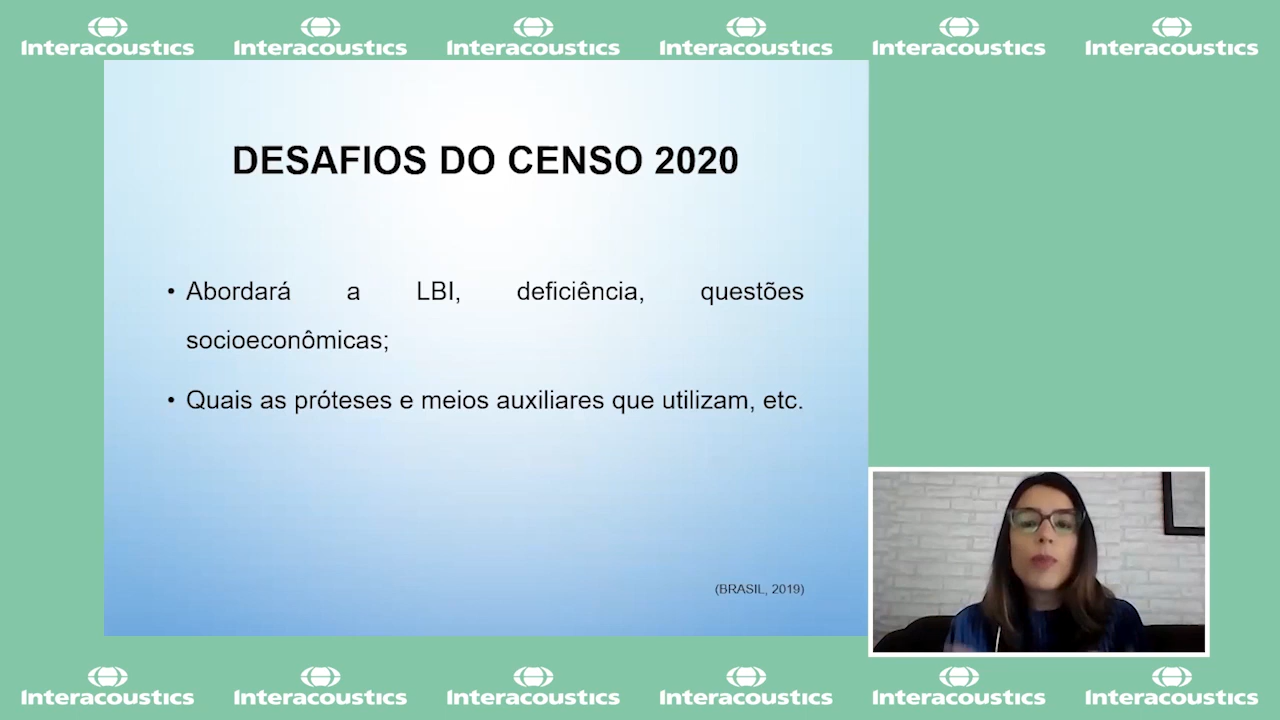 Interacoustics Interacoustics Interacoustics Interacoustics Interacoustics Interacoustics
DESAFIOS DO CENSO 2020
• Abordará a LBI, deficiência, questões
socioeconômicas;
• Quais as próteses e meios auxiliares que utilizam, etc.
(BRASIL, 2019)
Interacoustics Interacoustics Interacoustics Interacoustics Interacoustics Interacoustics